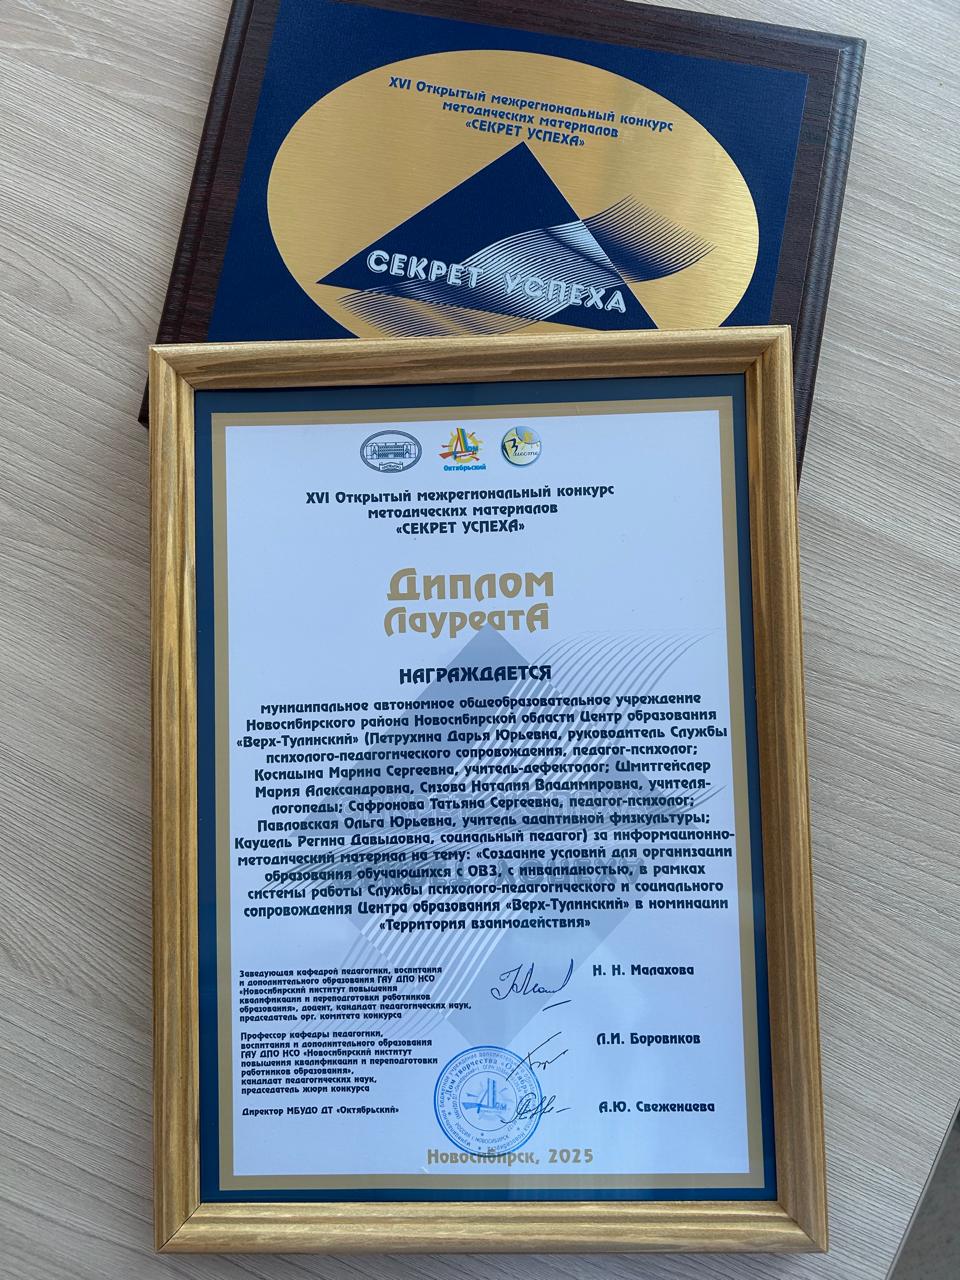 XVI Открытый межрегиональный конкурс
методических материалов
«СЕКРЕТ УСПЕХА»
СЕКРЕТ УСПЕХА
Дом
Октябрьский
Вместе
XVI Открытый межрегиональный конкурс
методических материалов
«СЕКРЕТ УСПЕХА»
Диплом
Лауреата
НАГРАЖДАЕТСЯ
муниципальное автономное общеобразовательное учреждение
Новосибирского района Новосибирской области Центр образования
«Верх-Тулинский» (Петрухина Дарья Юрьевна, руководитель Службы
психолого-педагогического сопровождения, педагог-психолог;
Косицына Марина Сергеевна, учитель-дефектолог; Шмитгейслер
Мария Александровна, Сизова Наталия Владимировна, учителя-
логопеды; Сафронова Татьяна Сергеевна, педагог-психолог;
Павловская Ольга Юрьевна, учитель адаптивной физкультуры;
Кауцель Регина Давыдовна, социальный педагог) за информационно-
методический материал на тему: «Создание условий для организации
образования обучающихся с ОВЗ, с инвалидностью, в рамках
системы работы Службы психолого-педагогического и социального
сопровождения Центра образования «Верх-Тулинский» в номинации
«Территория взаимодействия»
Заведующая кафедрой педагогики, воспитания
и дополнительного образования ГАУ ДПО НСО
«Новосибирский институт повышения
квалификации и переподготовки работников
образования», доцент, кандидат педагогических наук,
председатель орг. комитета конкурса
Н. Н. Малахова
Профессор кафедры педагогики,
воспитания и дополнительного образования
ГАУ ДПО НСО «Новосибирский институт
повышения квалификации и переподготовки
работников образования»,
кандидат педагогических наук,
председатель жюри конкурса
Л.И. Боровиков
Директор МБУДО ДТ «Октябрьский»
А.Ю. Свеженцева
Дом
Новосибирск, 2025